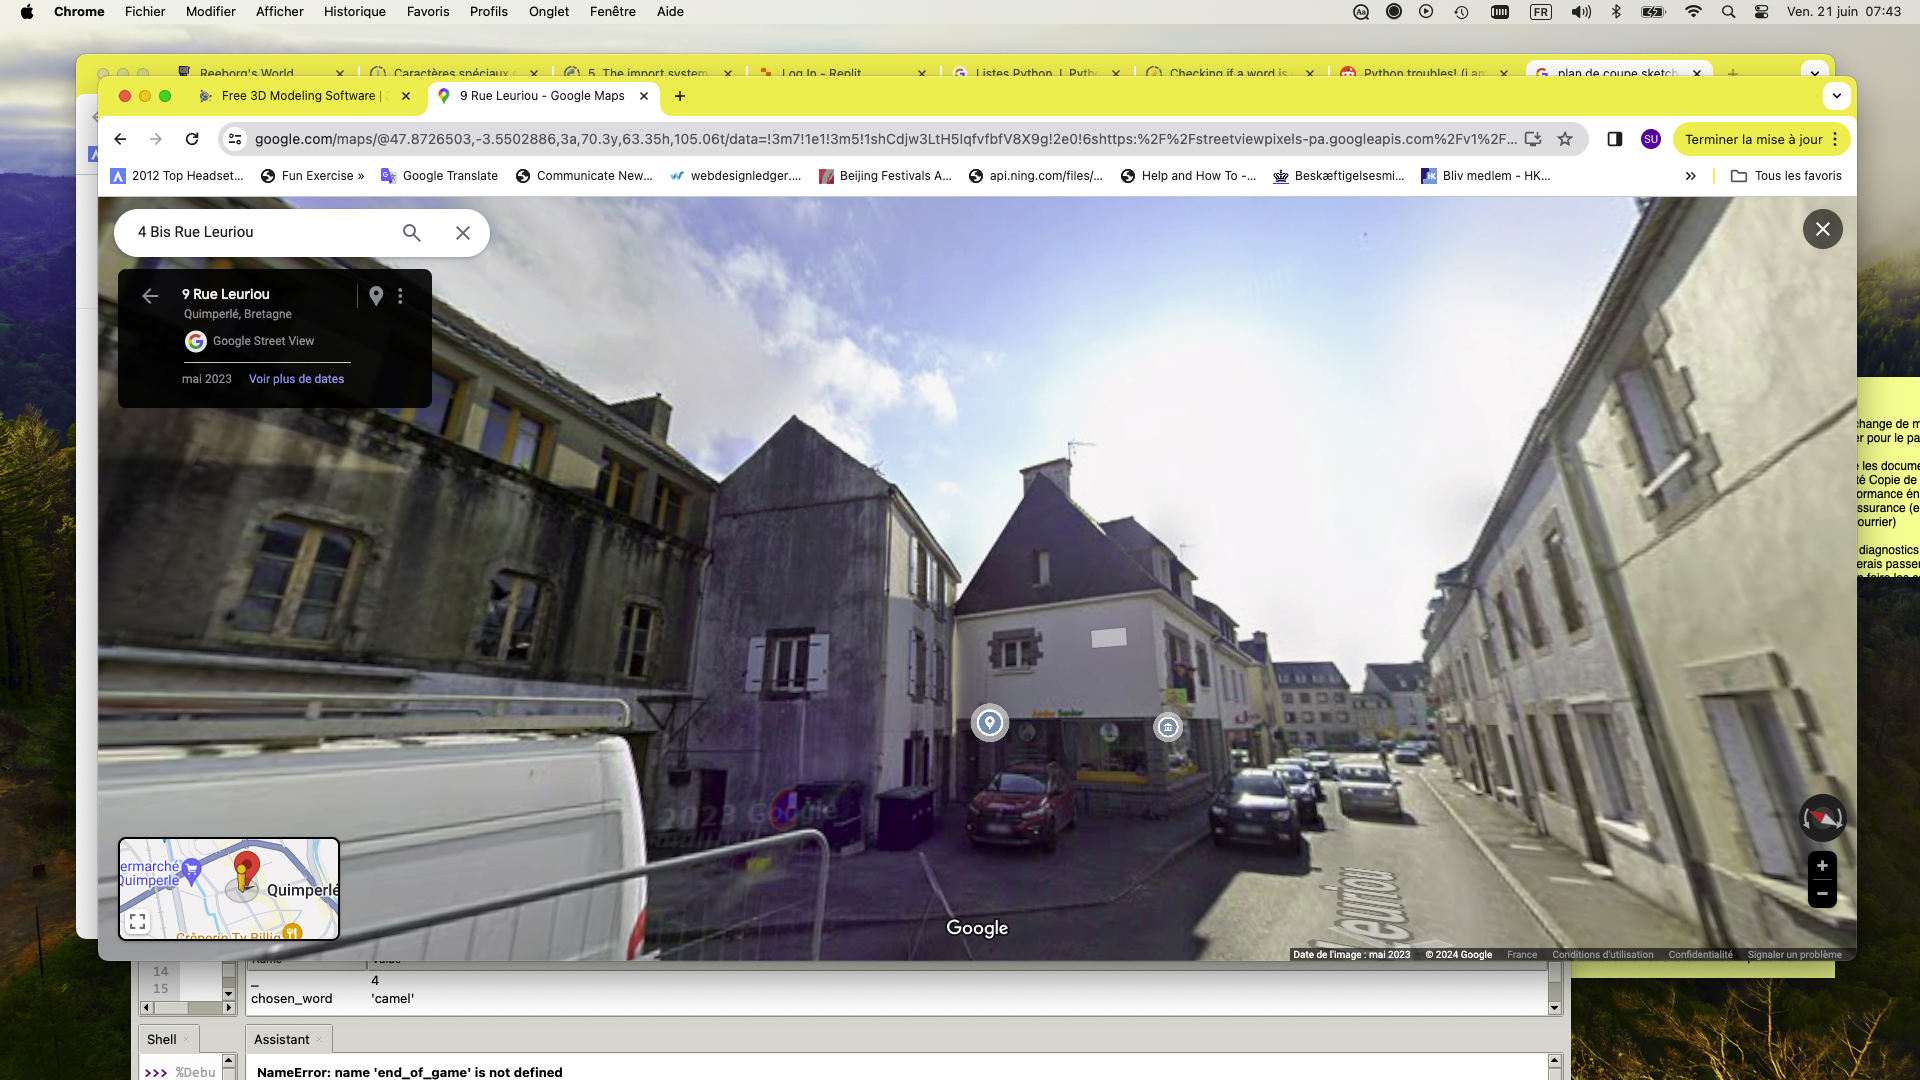 Chrome Fichier Modifier Afficher Historique Favoris Profils Onglet Fenêtre Aide
FR Ven. 21 juin 07:43
Reeborg's World
Caractères spéciaux
5. The import system
Log In - Replit
Listes Python | Pyth
Checking if a word is
Python troubles! (i am
plan de coupe sketch
Free 3D Modeling Software |
9 Rue Leuriou - Google Maps
google.com/maps/@47.8726503,-3.5502886,3a,70.3y,63.35h,105.06t/data=!3m7!1e1!3m5!1shCdjw3LtH5lqfvfbfV8X9g!2e0!6shttps:%2F%2Fstreetviewpixels-pa.googleapis.com%2Fv1%2F...
SU
Terminer la mise à jour
2012 Top Headset...
Fun Exercise »
Google Translate
Communicate New...
webdesignledger....
Beijing Festivals A...
api.ning.com/files/...
Help and How To -...
Beskæftigelsesmi...
Bliv medlem - HK...
»
Tous les favoris
4 Bis Rue Leuriou
9 Rue Leuriou
Quimperlé, Bretagne
Google Street View
mai 2023 Voir plus de dates
hange de m
er pour le pa
les docume
té Copie de
ormance én
ssurance (e
ourrier)
diagnostics
erais passer
2023 Google
ermarché
Quimperle
Quimperlé
Crêperie Ty Billig
Leuriou
Google
Date de l'image : mai 2023 © 2024 Google France Conditions d'utilisation Confidentialité Signaler un problème
14
15
_ 4
chosen_word 'camel'
Shell
Assistant
>>> %Debu
NameError: name 'end_of_game' is not defined